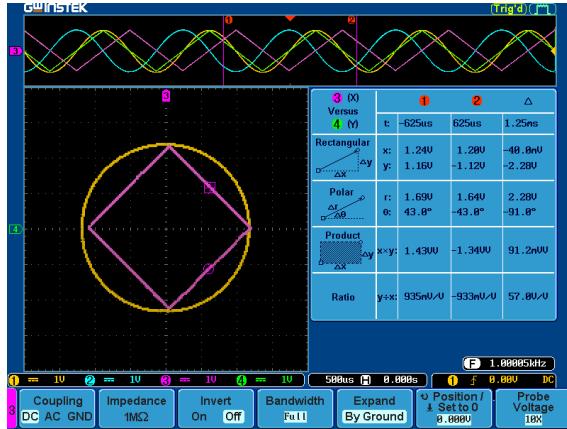 GWINSTEK Trig'd
1 2
3
3
4
3 (X) 1 2 Δ
Versus
4 (Y) t: -625us 625us 1.25ms
Rectangular
x: 1.24V 1.20V -40.0mV
Δy y: 1.16V -1.12V -2.28V
Δx
Polar
r: 1.69V 1.64V 2.28V
Δr
Δθ θ: 43.0° -43.0° -91.0°
Product
Δy x×y: 1.43VV -1.34VV 91.2mVV
Δx
Ratio y÷x: 935mV/V -933mV/V 57.0V/V
F 1.00005kHz
1 1V 2 1V 3 1V 4 1V 500us H 0.000s 1 0.00V DC
Coupling Impedance Invert Bandwidth Expand Position / Probe
3 DC AC GND 1MΩ On Off Full By Ground Set to 0 Voltage
0.000V 10X